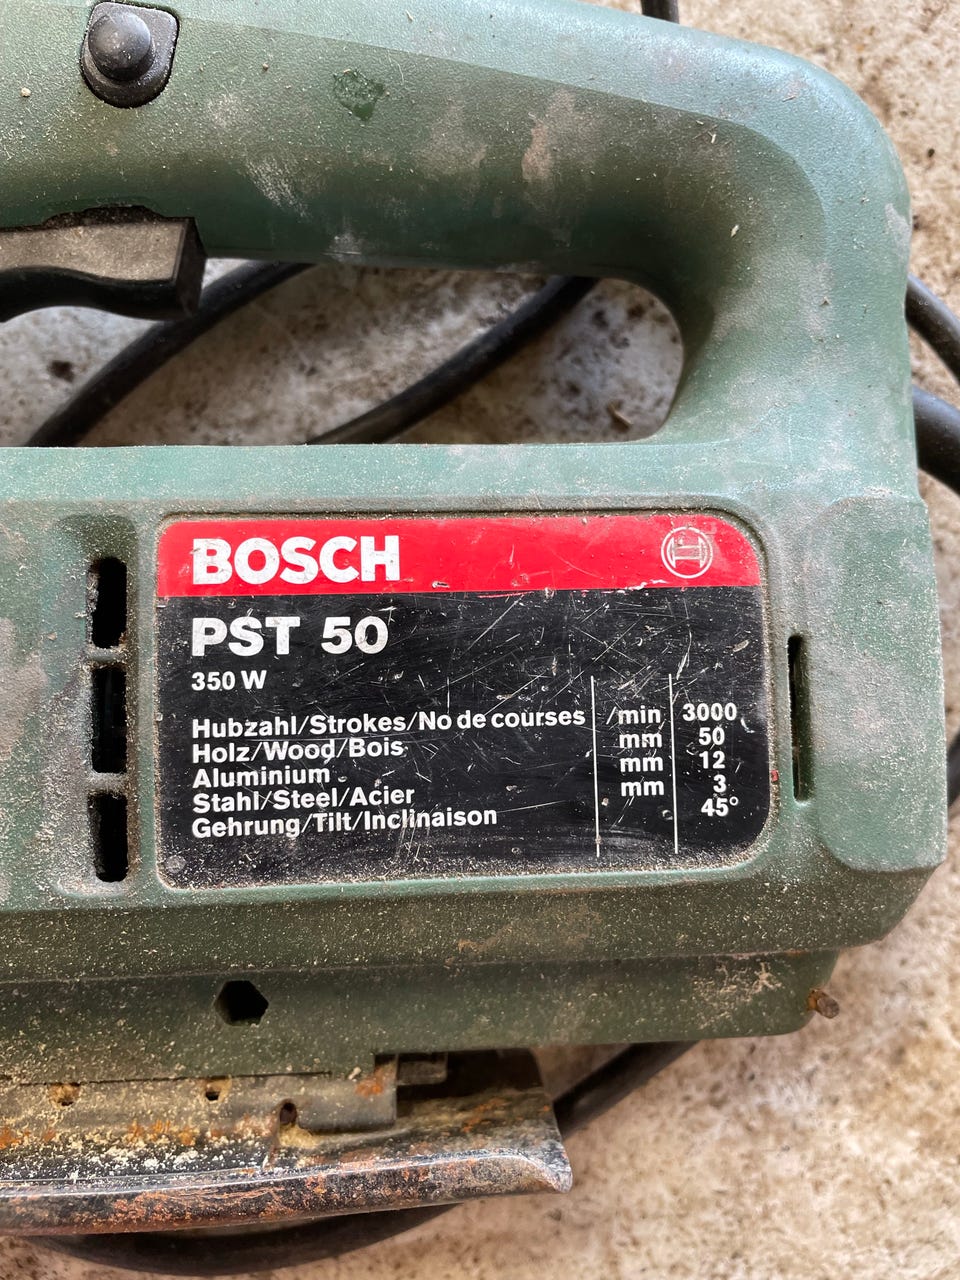 BOSCH
PST 50
350 W
Hubzahl/Strokes/No de courses /min 3000
Holz/Wood/Bois mm 50
Aluminium mm 12
Stahl/Steel/Acier mm 3
Gehrung/Tilt/Inclinaison 45°